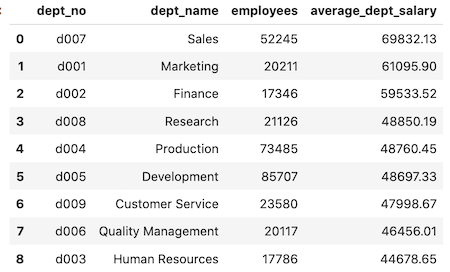 dept_no dept_name employees average_dept_salary
0 d007 Sales 52245 69832.13
1 d001 Marketing 20211 61095.90
2 d002 Finance 17346 59533.52
3 d008 Research 21126 48850.19
4 d004 Production 73485 48760.45
5 d005 Development 85707 48697.33
6 d009 Customer Service 23580 47998.67
7 d006 Quality Management 20117 46456.01
8 d003 Human Resources 17786 44678.65